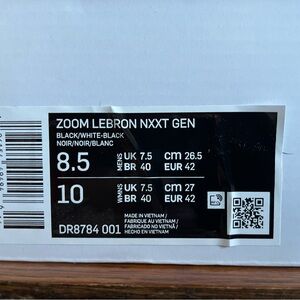 ZOOM LEBRON NXXT GEN
BLACK/WHITE-BLACK
NOIR/NOIR/BLANC
8.5 MENS UK 7.5 cm 26.5
BR 40 EUR 42
10 WMNS UK 7.5 cm 27
BR 40 EUR 42
DR8784 001
MADE IN VIETNAM/
FABRIQUÉ AU VIETNAM/
FABRICADO NO VIETNÃ/
HECHO EN VIETNAM